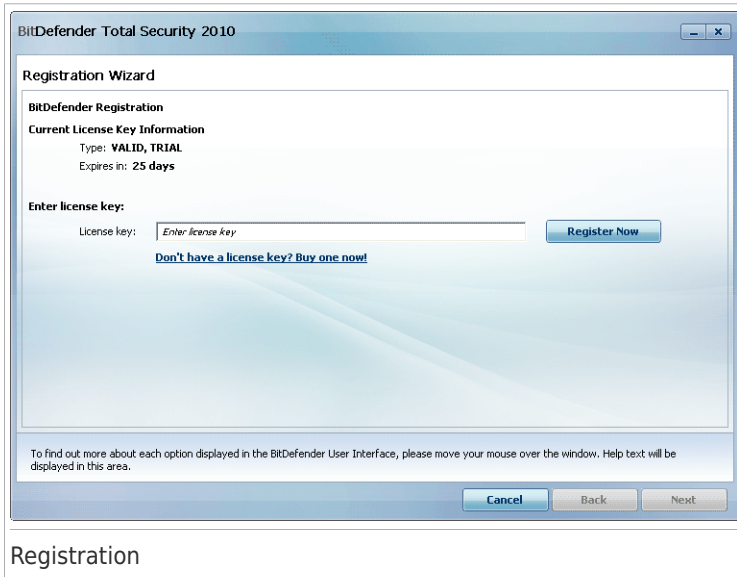 BitDefender Total Security 2010
Registration Wizard
BitDefender Registration
Current License Key Information
Type: VALID, TRIAL
Expires in: 25 days
Enter license key:
License key: Enter license key Register Now
Don't have a license key? Buy one now!
To find out more about each option displayed in the BitDefender User Interface, please move your mouse over the window. Help text will be
displayed in this area.
Cancel Back Next
Registration